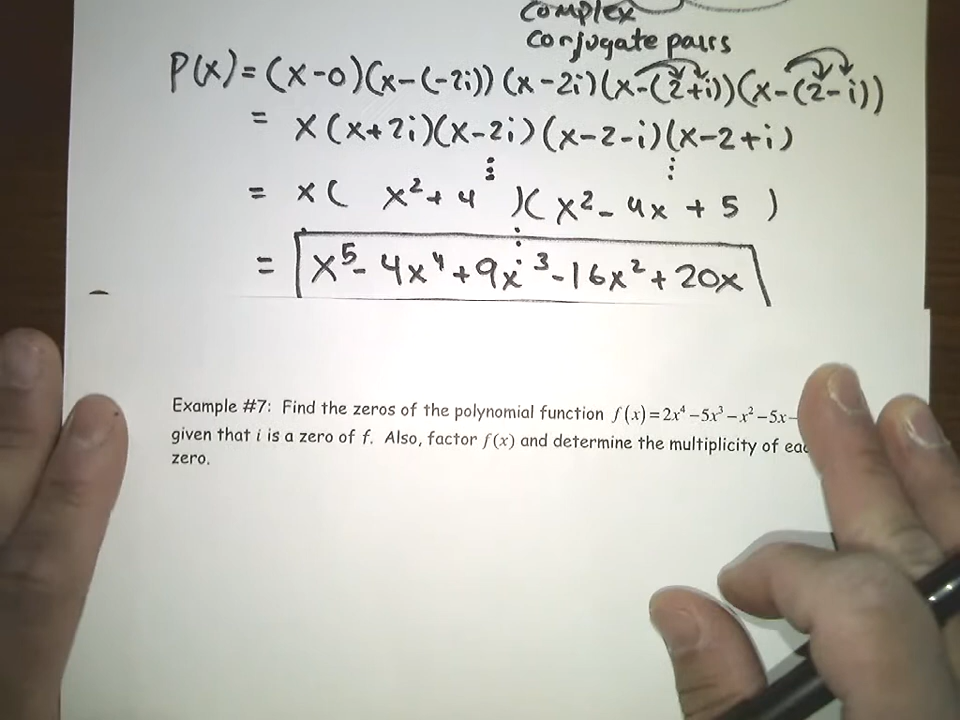 complex
conjugate pairs
P(x) = (x-0)(x-(-2i))(x-2i)(x-(2+i))(x-(2-i))
= x(x+2i)(x-2i)(x-2-i)(x-2+i)
= x( x²+4 )(x²-4x+5 )
= x⁵-4x⁴+9x³-16x²+20x
Example #7: Find the zeros of the polynomial function f(x)=2x⁴-5x³-x²-5x-
given that i is a zero of f. Also, factor f(x) and determine the multiplicity of
zero.